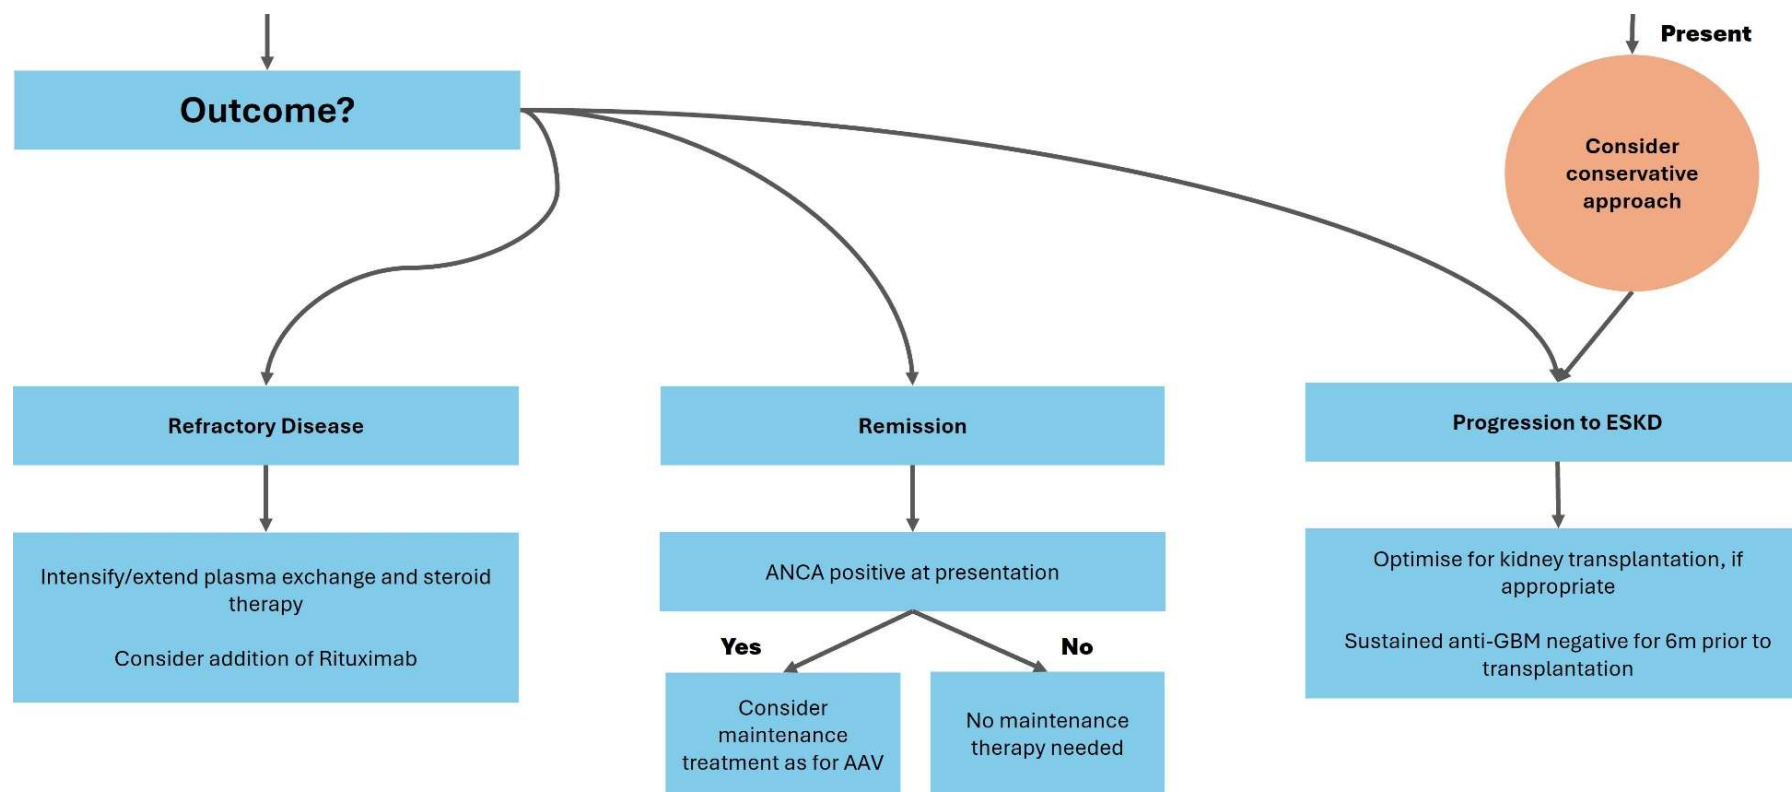 Present
Outcome?
Consider
conservative
approach
Refractory Disease
Remission
Progression to ESKD
Intensify/extend plasma exchange and steroid
therapy
Consider addition of Rituximab
ANCA positive at presentation
Yes
No
Consider
maintenance
treatment as for AAV
No maintenance
therapy needed
Optimise for kidney transplantation, if
appropriate
Sustained anti-GBM negative for 6m prior to
transplantation